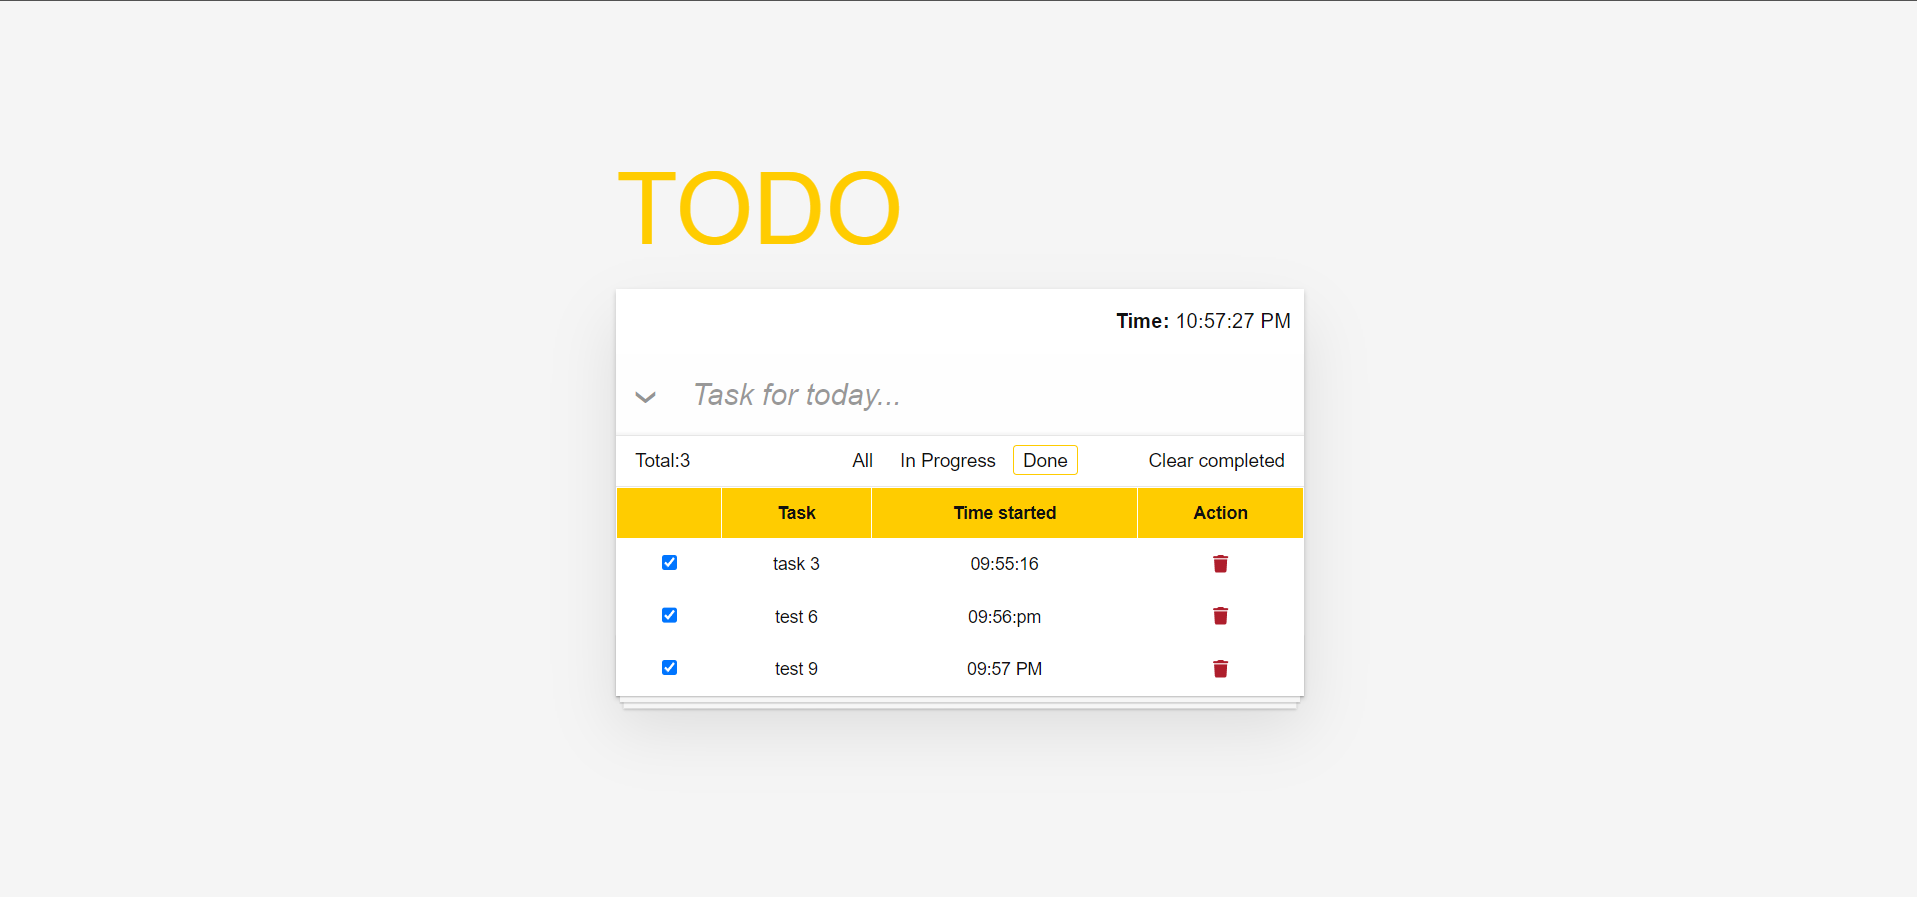 TODO
Time: 10:57:27 PM
Task for today...
Total:3 All In Progress Done Clear completed
Task Time started Action
task 3 09:55:16
test 6 09:56:pm
test 9 09:57 PM